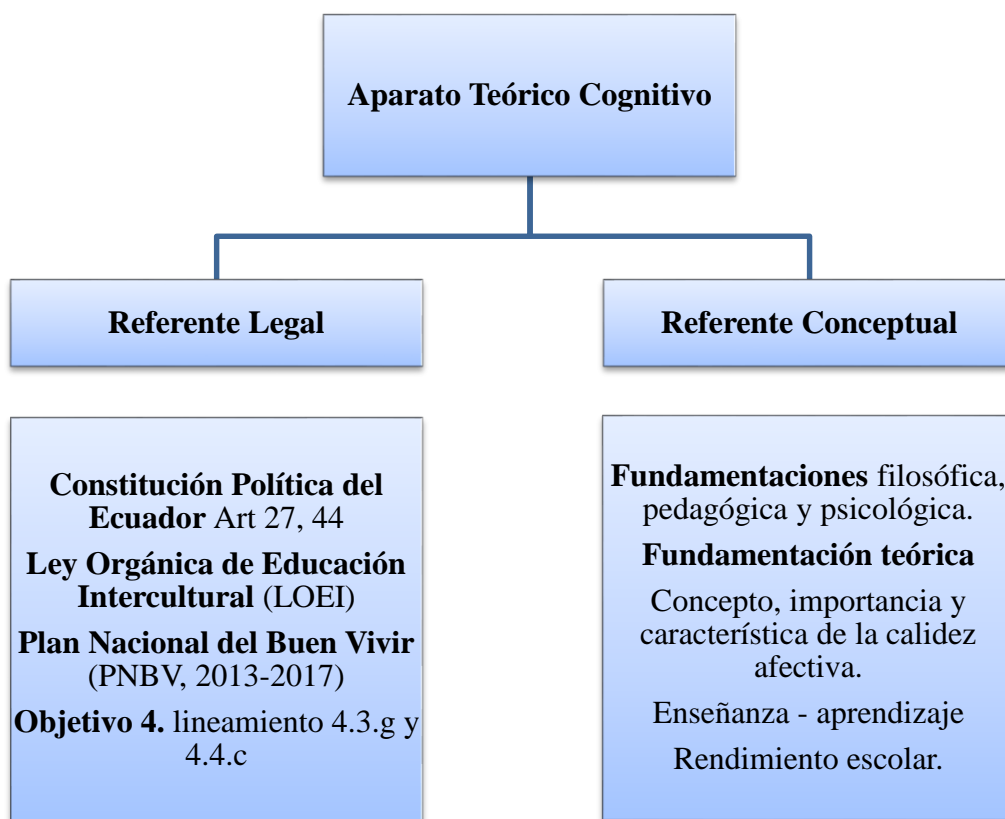 Aparato Teórico Cognitivo
Referente Legal
Referente Conceptual
Constitución Política del
Ecuador Art 27, 44
Ley Orgánica de Educación
Intercultural (LOEI)
Plan Nacional del Buen Vivir
(PNBV, 2013-2017)
Objetivo 4. lineamiento 4.3.g y
4.4.c
Fundamentaciones filosófica,
pedagógica y psicológica.
Fundamentación teórica
Concepto, importancia y
característica de la calidez
afectiva.
Enseñanza - aprendizaje
Rendimiento escolar.